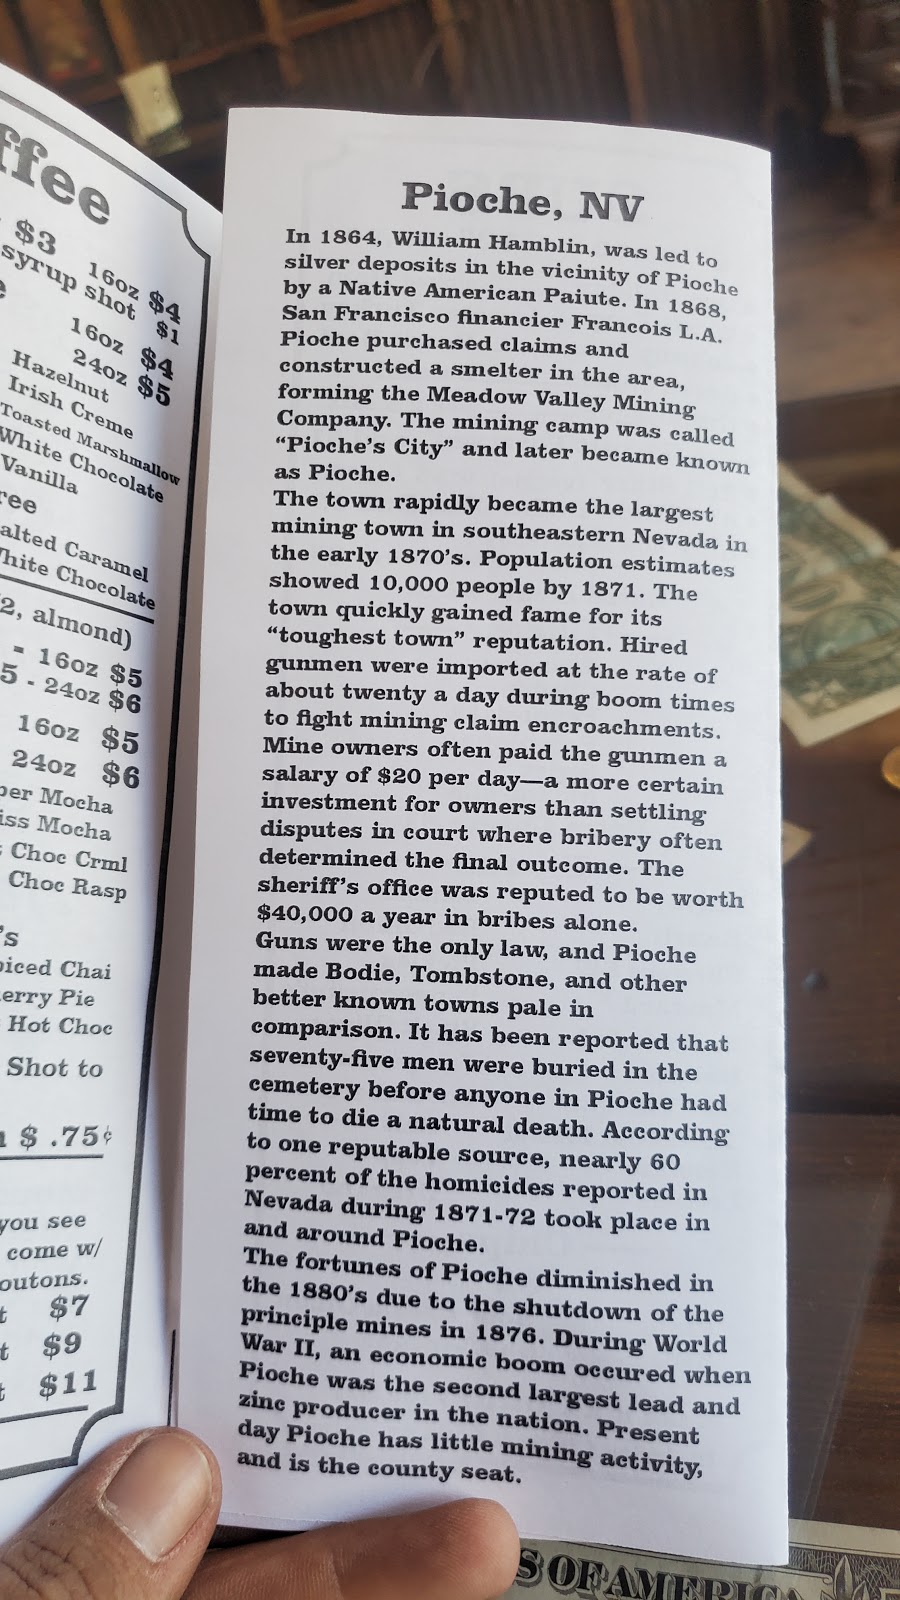 ffee
$3
16oz $4
syrup shot $1
16oz $4
24oz $5
Hazelnut
Irish Creme
Toasted Marshmallow
White Chocolate
Vanilla
ree
alted Caramel
hite Chocolate
2, almond)
- 16oz $5
5 - 24oz $6
16oz $5
24oz $6
per Mocha
iss Mocha
Choc Crml
Choc Rasp
's
piced Chai
erry Pie
Hot Choc
Shot to
$ .75¢
you see
come w/
outons.
t $7
t $9
t $11
Pioche, NV
In 1864, William Hamblin, was led to
silver deposits in the vicinity of Pioche
by a Native American Paiute. In 1868,
San Francisco financier Francois L.A.
Pioche purchased claims and
constructed a smelter in the area,
forming the Meadow Valley Mining
Company. The mining camp was called
“Pioche’s City” and later became known
as Pioche.
The town rapidly became the largest
mining town in southeastern Nevada in
the early 1870’s. Population estimates
showed 10,000 people by 1871. The
town quickly gained fame for its
“toughest town” reputation. Hired
gunmen were imported at the rate of
about twenty a day during boom times
to fight mining claim encroachments.
Mine owners often paid the gunmen a
salary of $20 per day—a more certain
investment for owners than settling
disputes in court where bribery often
determined the final outcome. The
sheriff’s office was reputed to be worth
$40,000 a year in bribes alone.
Guns were the only law, and Pioche
made Bodie, Tombstone, and other
better known towns pale in
comparison. It has been reported that
seventy-five men were buried in the
cemetery before anyone in Pioche had
time to die a natural death. According
to one reputable source, nearly 60
percent of the homicides reported in
Nevada during 1871-72 took place in
and around Pioche.
The fortunes of Pioche diminished in
the 1880’s due to the shutdown of the
principle mines in 1876. During World
War II, an economic boom occured when
Pioche was the second largest lead and
zinc producer in the nation. Present
day Pioche has little mining activity,
and is the county seat.
S OF AMERICA